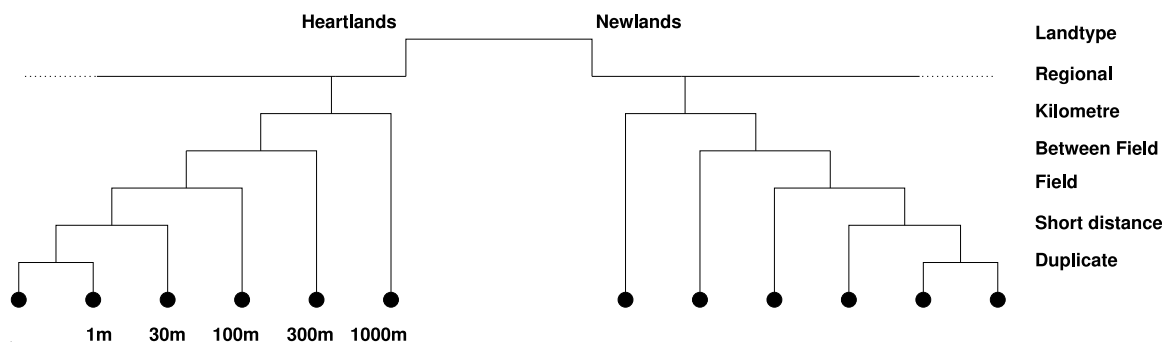 Heartlands Newlands
Landtype
Regional
Kilometre
Between Field
Field
Short distance
Duplicate
1m 30m 100m 300m 1000m